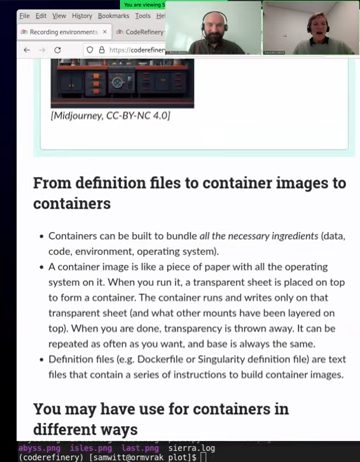 You are viewing
File Edit View History Bookmarks Tools
Recording environment
CodeRefinery
https://coderefiner
[Midjourney, CC-BY-NC 4.0]
From definition files to container images to
containers
• Containers can be built to bundle all the necessary ingredients (data,
code, environment, operating system).
• A container image is like a piece of paper with all the operating
system on it. When you run it, a transparent sheet is placed on top
to form a container. The container runs and writes only on that
transparent sheet (and what other mounts have been layered on
top). When you are done, transparency is thrown away. It can be
repeated as often as you want, and base is always the same.
• Definition files (e.g. Dockerfile or Singularity definition file) are text
files that contain a series of instructions to build container images.
You may have use for containers in
different ways
abyss.png isles.png last.png sierra.log
(coderefinery) [samwitt@ormvrak plot]$